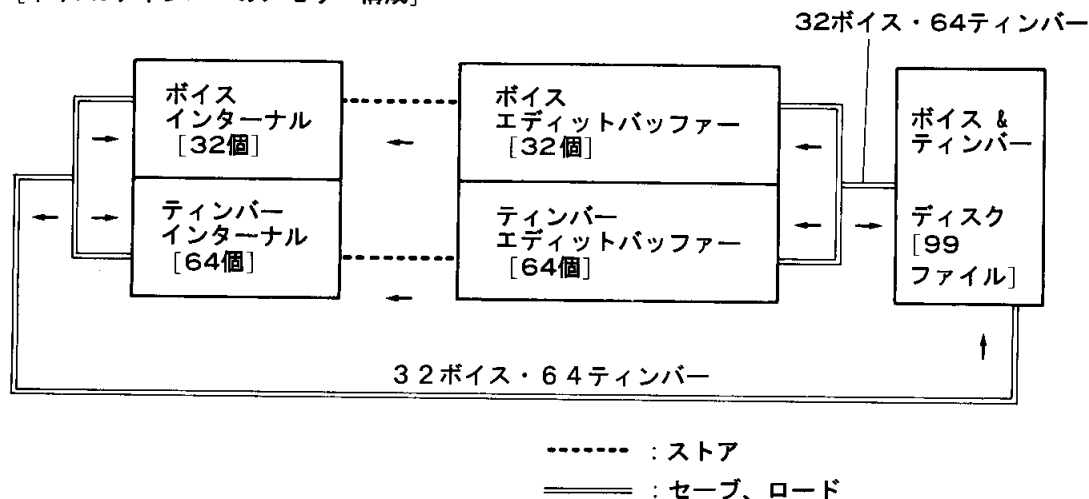 32ボイス・64ティンバー
ボイス
インターナル
[32個]
ティンバー
インターナル
[64個]
ボイス
エディットバッファー
[32個]
ティンバー
エディットバッファー
[64個]
ボイス &
ティンバー
ディスク
[99
ファイル]
32ボイス・64ティンバー
:ストア
:セーブ、ロード